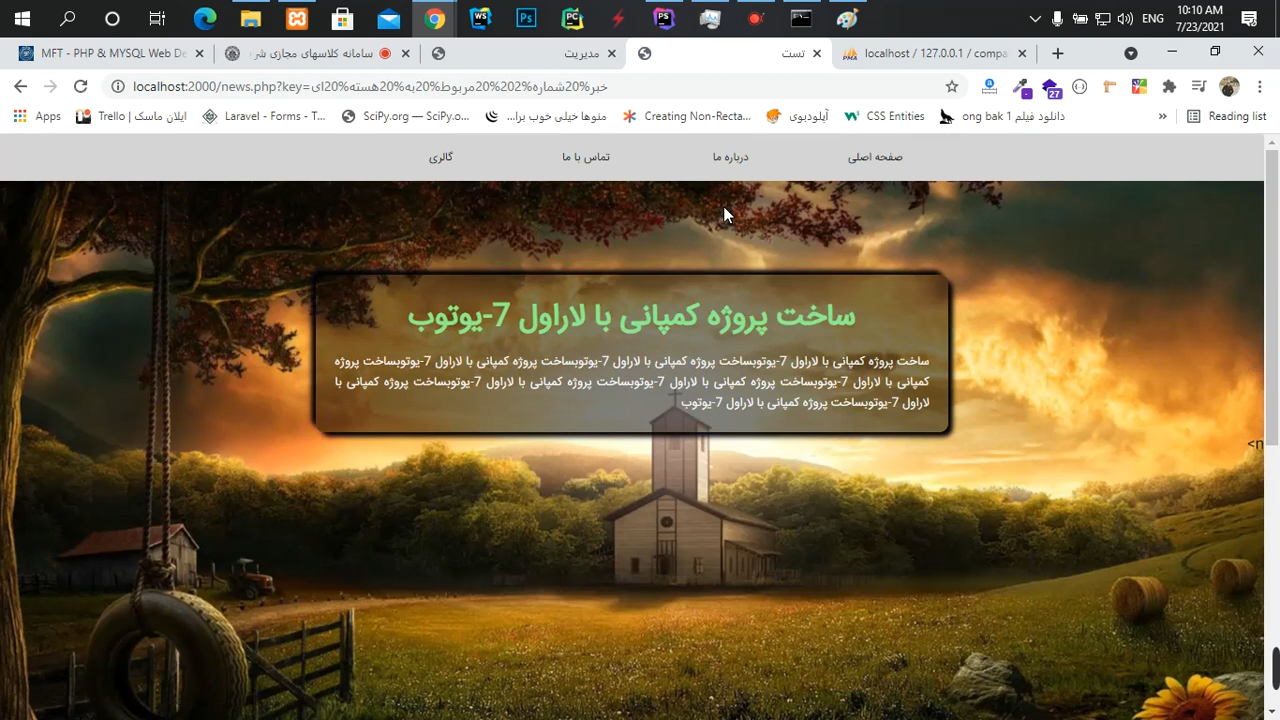 ENG
10:10 AM
7/23/2021
MFT - PHP & MYSQL Web De
سامانه کلاسهای مجازی شر
مدیریت
تست
localhost / 127.0.0.1 / compa
localhost:2000/news.php?key=خبر%20شماره%202%20مربوط%20به%20هسته%20ای
27
Apps
Trello | ایلان ماسک
Laravel - Forms - T...
SciPy.org — SciPy.o...
منوها خیلی خوب برا...
Creating Non-Recta...
آپلودبوی
CSS Entities
دانلود فیلم ong bak 1
»
Reading list
صفحه اصلی
درباره ما
تماس با ما
گالری
ساخت پروژه کمپانی با لاراول 7-یوتوب
ساخت پروژه کمپانی با لاراول 7-یوتوبساخت پروژه کمپانی با لاراول 7-یوتوبساخت پروژه کمپانی با لاراول 7-یوتوبساخت پروژه
کمپانی با لاراول 7-یوتوبساخت پروژه کمپانی با لاراول 7-یوتوبساخت پروژه کمپانی با لاراول 7-یوتوبساخت پروژه کمپانی با
لاراول 7-یوتوبساخت پروژه کمپانی با لاراول 7-یوتوب
<n